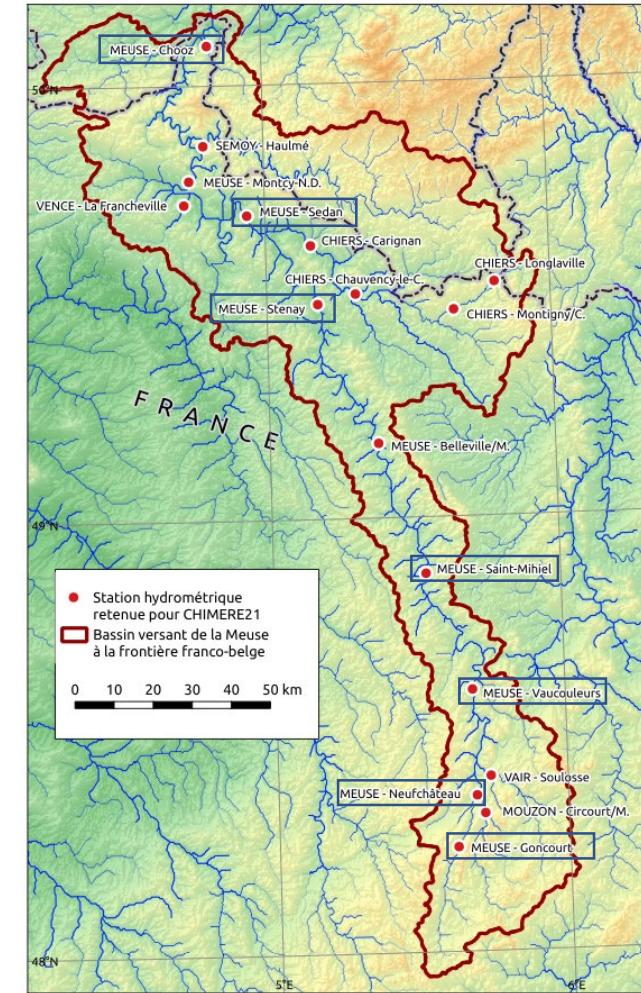 MEUSE - Chooz
50°N
SEMOY - Haulmé
MEUSE - Montcy-N.D.
VENCE - La Francheville
MEUSE - Sedan
CHIERS - Carignan
CHIERS - Longlaville
CHIERS - Chauvency-le-C.
MEUSE - Stenay
CHIERS - Montigny/C.
FRANCE
MEUSE - Belleville/M.
49°N
MEUSE - Saint-Mihiel
Station hydrométrique
retenue pour CHIMERE21
Bassin versant de la Meuse
à la frontière franco-belge
0 10 20 30 40 50 km
MEUSE - Vaucouleurs
VAIR - Soulosse
MEUSE - Neufchâteau
MOUZON - Circourt/M.
MEUSE - Goncourt
48°N
5°E
6°E